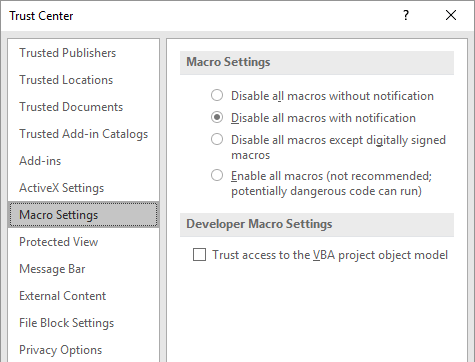 Trust Center
?
Trusted Publishers
Trusted Locations
Trusted Documents
Trusted Add-in Catalogs
Add-ins
ActiveX Settings
Macro Settings
Protected View
Message Bar
External Content
File Block Settings
Privacy Options
Macro Settings
Disable all macros without notification
Disable all macros with notification
Disable all macros except digitally signed
macros
Enable all macros (not recommended;
potentially dangerous code can run)
Developer Macro Settings
Trust access to the VBA project object model